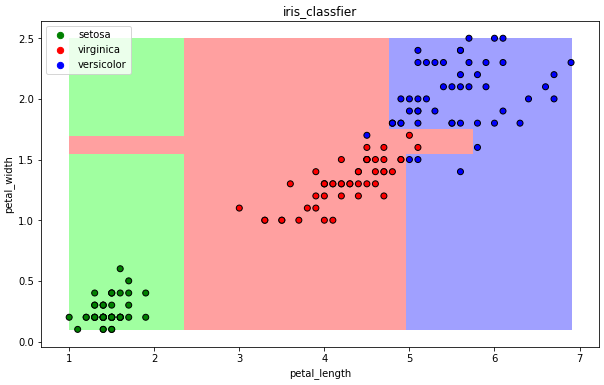 iris_classfier
setosa
virginica
versicolor
2.5
2.0
1.5
1.0
0.5
0.0
petal_width
1
2
3
4
5
6
7
petal_length